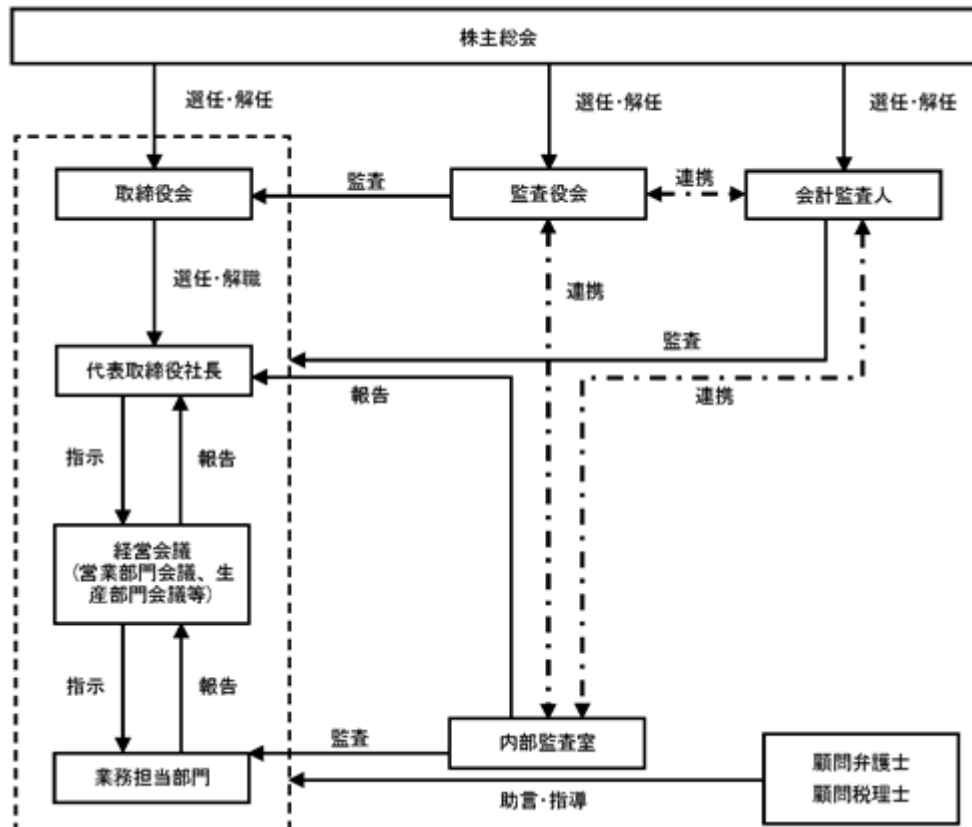 株主総会
選任・解任
選任・解任
選任・解任
取締役会
監査
監査役会
連携
会計監査人
選任・解職
連携
監査
代表取締役社長
報告
連携
指示
報告
経営会議
(営業部門会議、生
産部門会議等)
指示
報告
内部監査室
監査
業務担当部門
顧問弁護士
顧問税理士
助言・指導